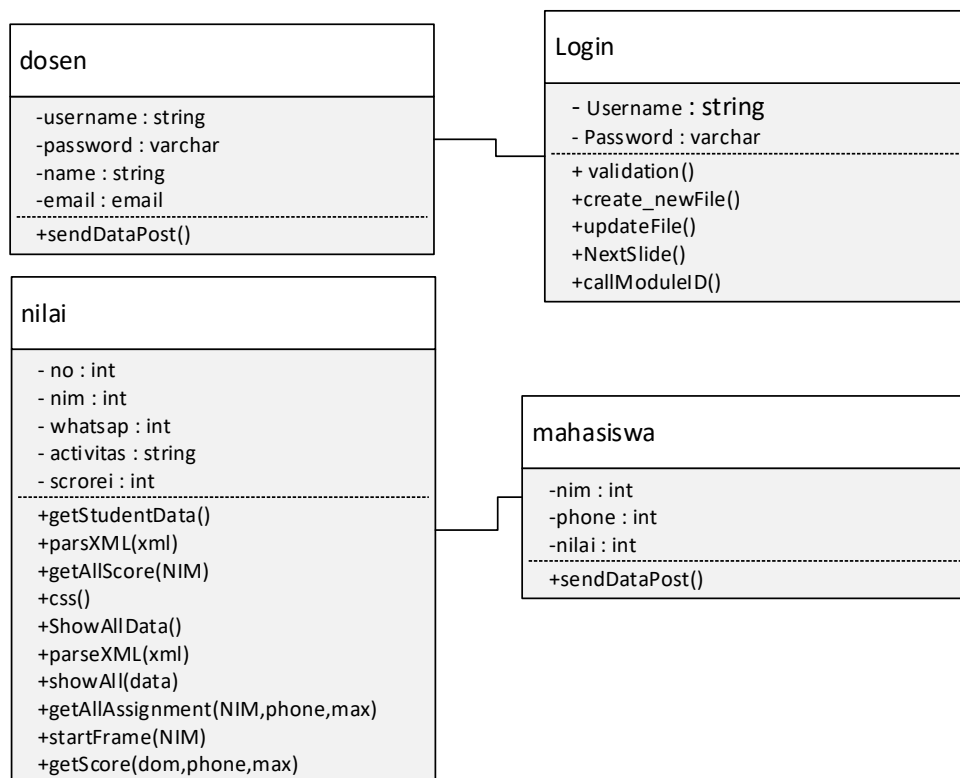 dosen
-username : string
-password : varchar
-name : string
-email : email
+sendDataPost()
Login
- Username : string
- Password : varchar
+ validation()
+create_newFile()
+updateFile()
+NextSlide()
+callModuleID()
nilai
- no : int
- nim : int
- whatsap : int
- activitas : string
- scrorei : int
+getStudentData()
+parsXML(xml)
+getAllScore(NIM)
+css()
+ShowAllData()
+parseXML(xml)
+showAll(data)
+getAllAssignment(NIM,phone,max)
+startFrame(NIM)
+getScore(dom,phone,max)
mahasiswa
-nim : int
-phone : int
-nilai : int
+sendDataPost()